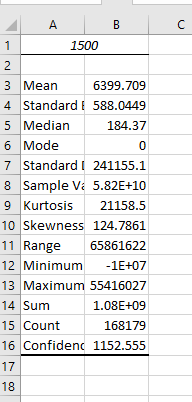 A B C
1 1500
2
3 Mean 6399.709
4 Standard E 588.0449
5 Median 184.37
6 Mode 0
7 Standard D 241155.1
8 Sample Va 5.82E+10
9 Kurtosis 21158.5
10 Skewness 124.7861
11 Range 65861622
12 Minimum -1E+07
13 Maximum 55416027
14 Sum 1.08E+09
15 Count 168179
16 Confidenc 1152.555
17
18